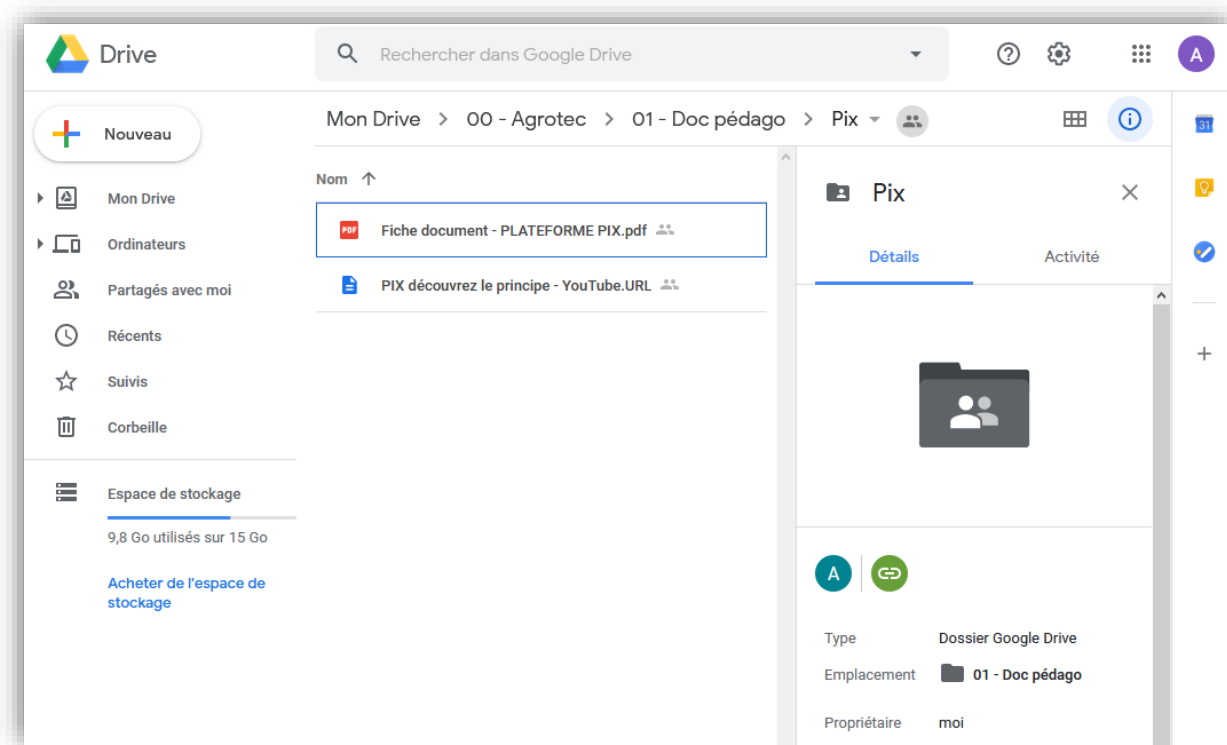 Drive
Rechercher dans Google Drive
A
Nouveau
Mon Drive > 00 - Agrotec > 01 - Doc pédago > Pix
31
Mon Drive
Ordinateurs
Partagés avec moi
Récents
Suivis
Corbeille
Espace de stockage
9,8 Go utilisés sur 15 Go
Acheter de l'espace de
stockage
Nom
PDF Fiche document - PLATEFORME PIX.pdf
PIX découvrez le principe - YouTube.URL
Pix
Détails Activité
A
Type Dossier Google Drive
Emplacement 01 - Doc pédago
Propriétaire moi